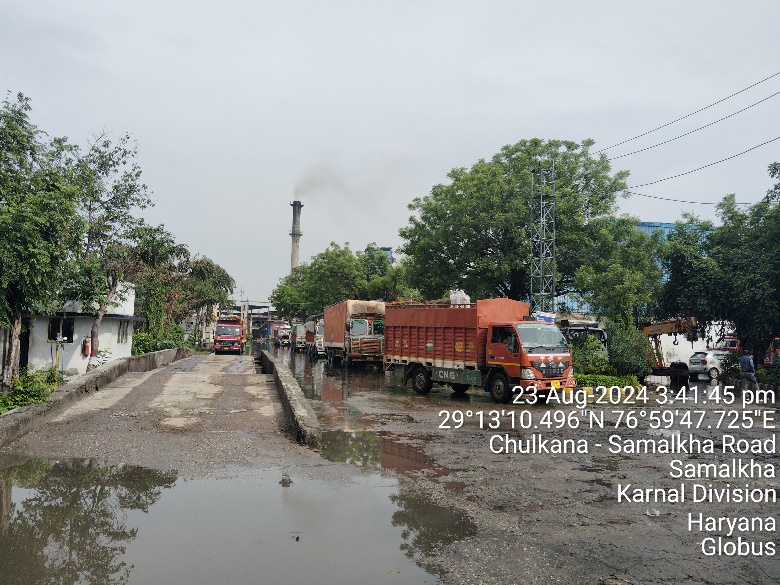 CNG
23-Aug-2024 3:41:45 pm
29°13'10.496"N 76°59'47.725"E
Chulkana - Samalkha Road
Samalkha
Karnal Division
Haryana
Globus